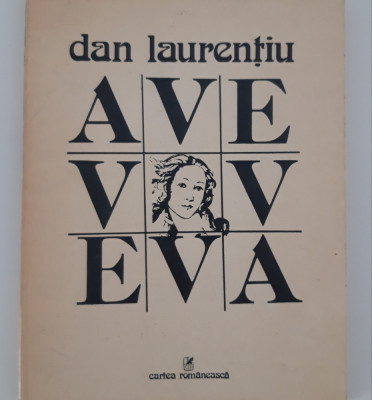 dan laurențiu
AVE
V V
EVA
cartea românească